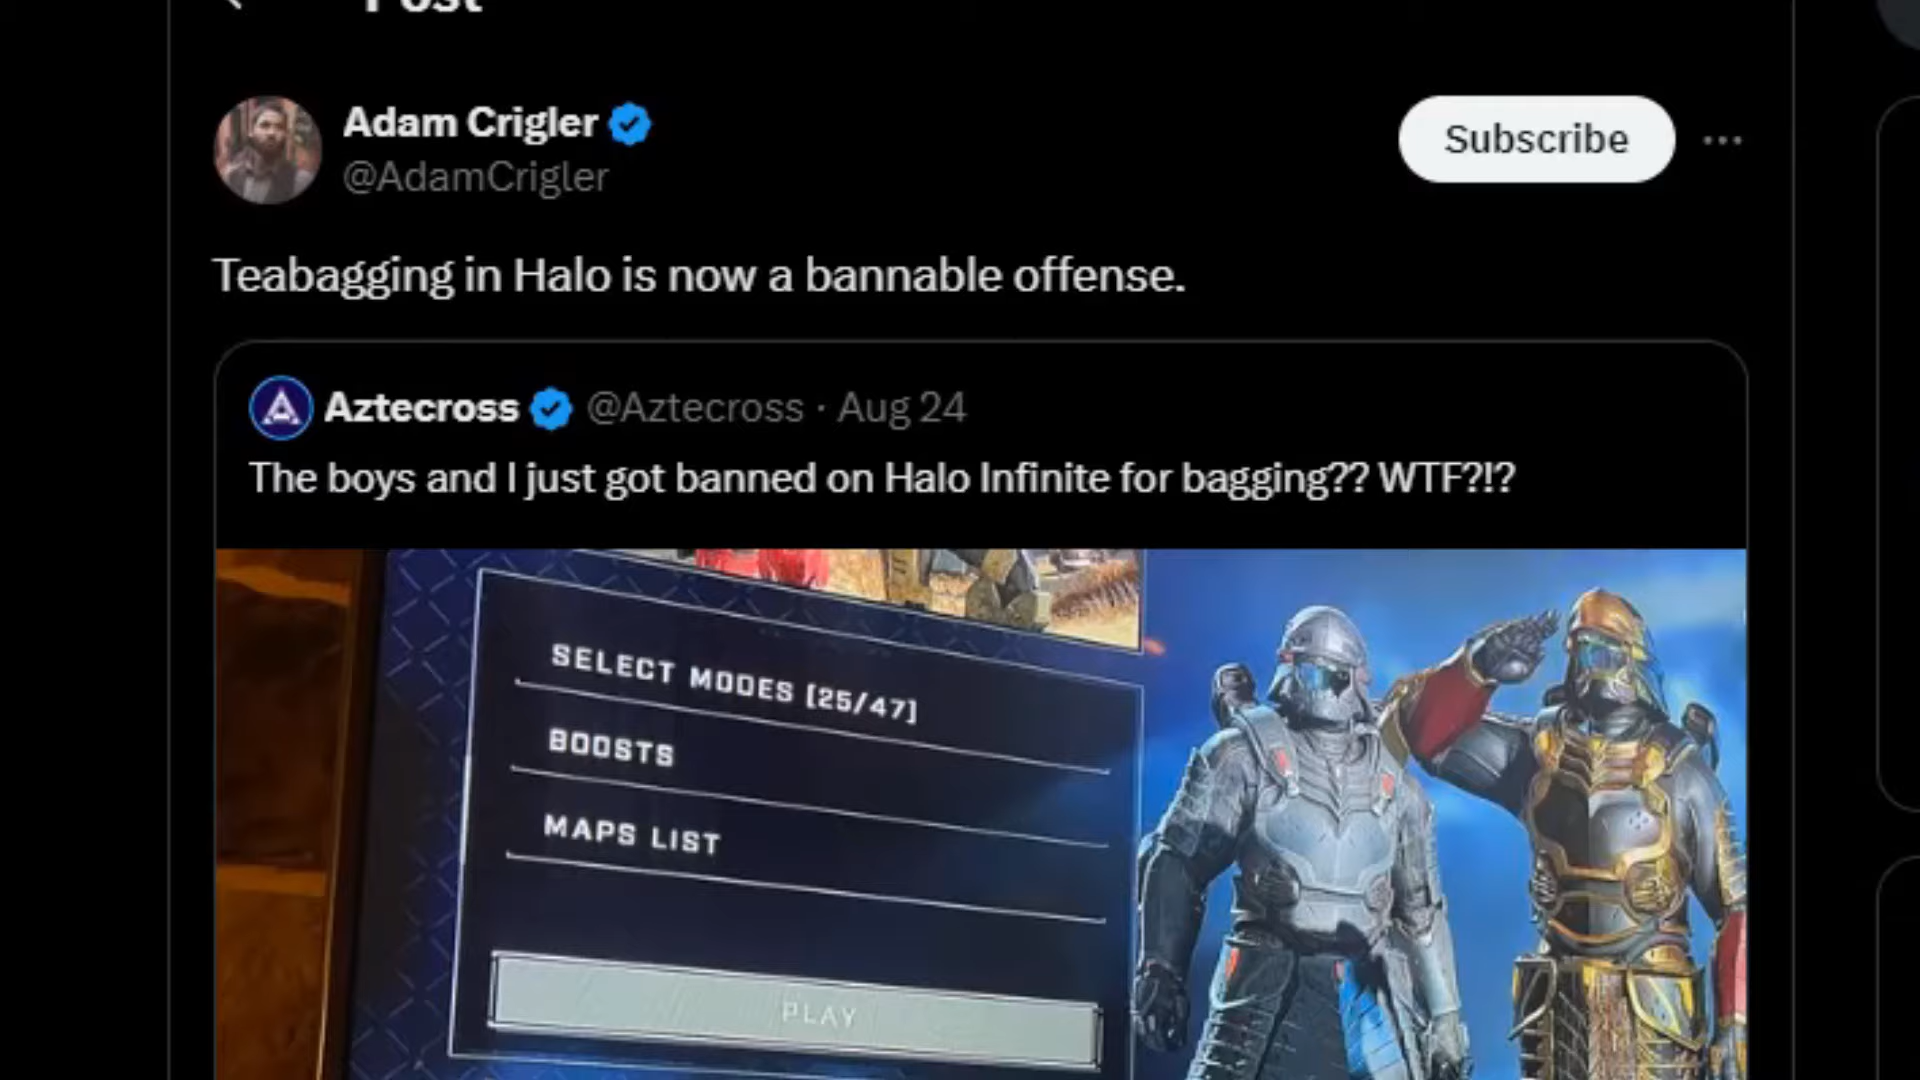 Post
Adam Crigler
@AdamCrigler
Subscribe
Teabagging in Halo is now a bannable offense.
Aztecross @Aztecross · Aug 24
The boys and I just got banned on Halo Infinite for bagging?? WTF?!?
SELECT MODES [25/47]
BOOSTS
MAPS LIST
PLAY